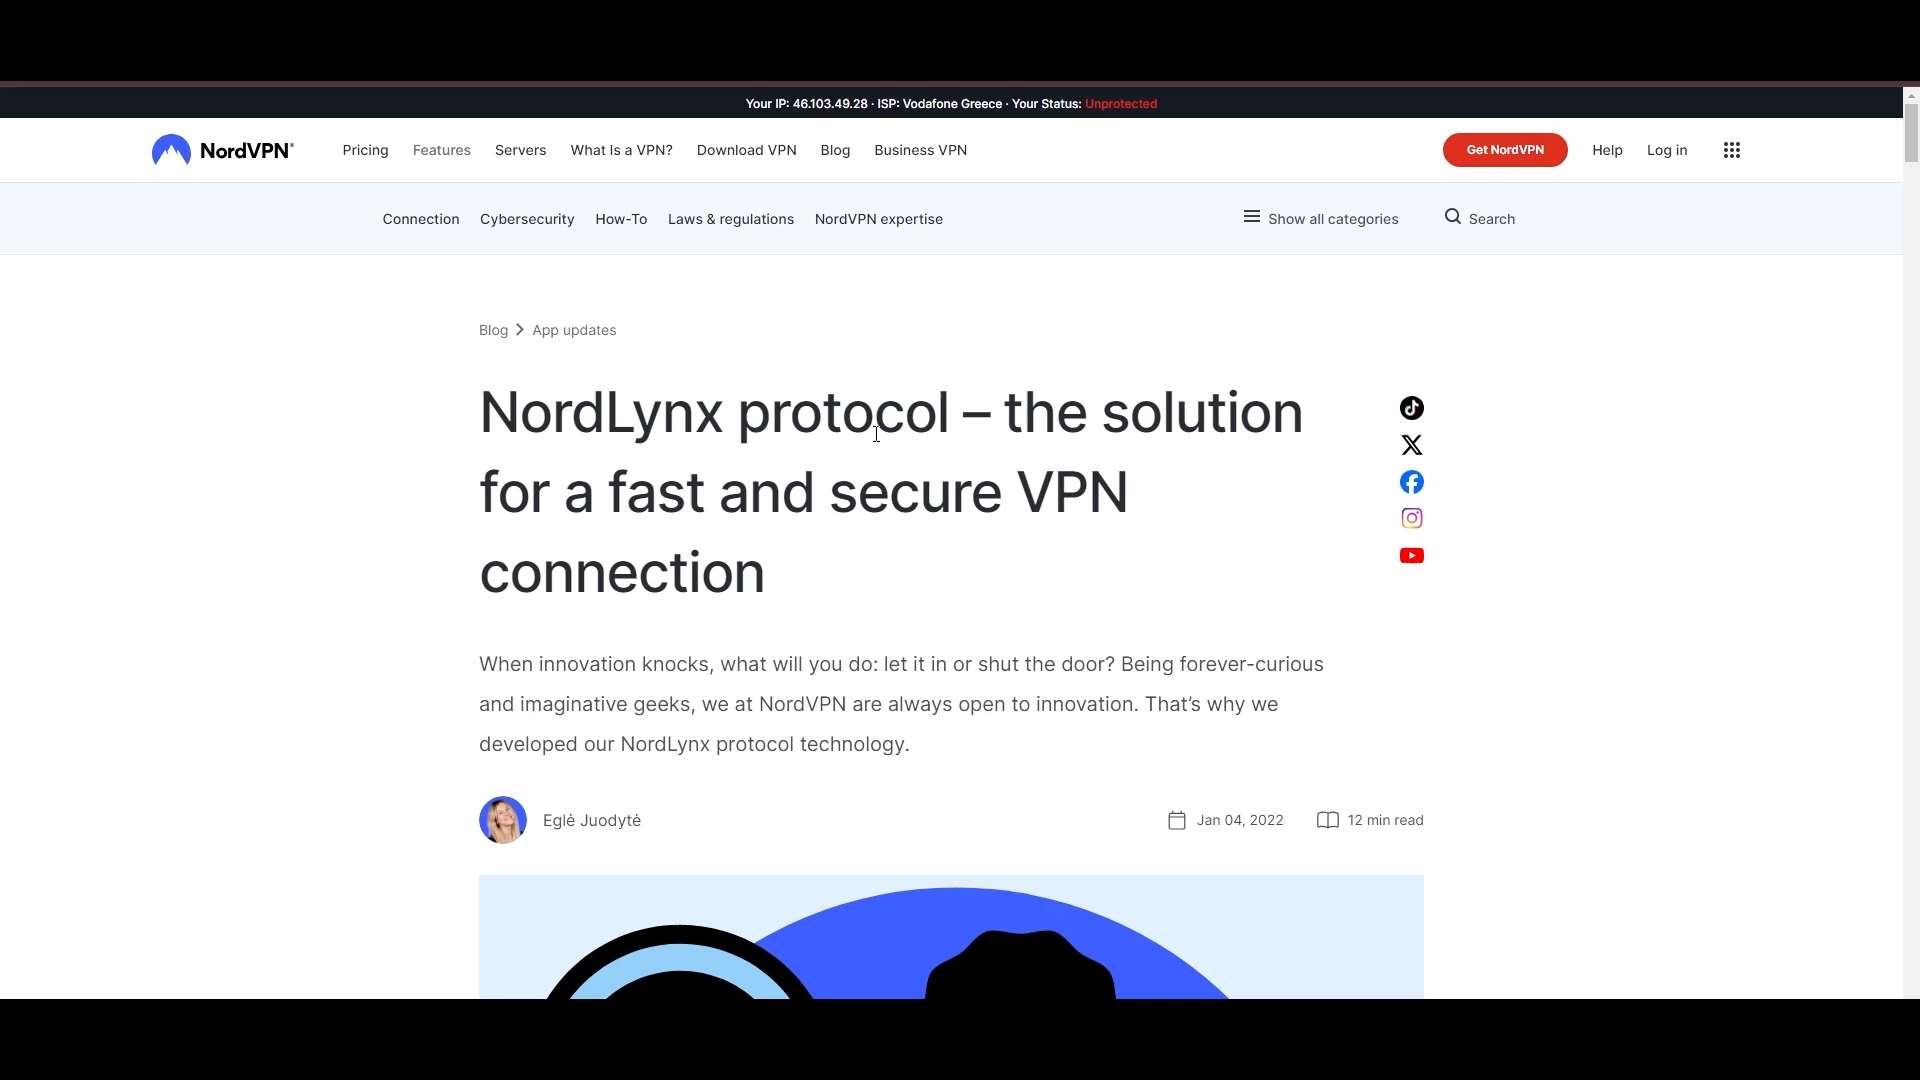 Your IP: 46.103.49.28 · ISP: Vodafone Greece · Your Status: Unprotected
NordVPN®
Pricing
Features
Servers
What Is a VPN?
Download VPN
Blog
Business VPN
Get NordVPN
Help
Log in
Connection
Cybersecurity
How-To
Laws & regulations
NordVPN expertise
Show all categories
Search
Blog
App updates
NordLynx protocol – the solution
for a fast and secure VPN
connection
When innovation knocks, what will you do: let it in or shut the door? Being forever-curious
and imaginative geeks, we at NordVPN are always open to innovation. That’s why we
developed our NordLynx protocol technology.
Eglė Juodytė
Jan 04, 2022
12 min read